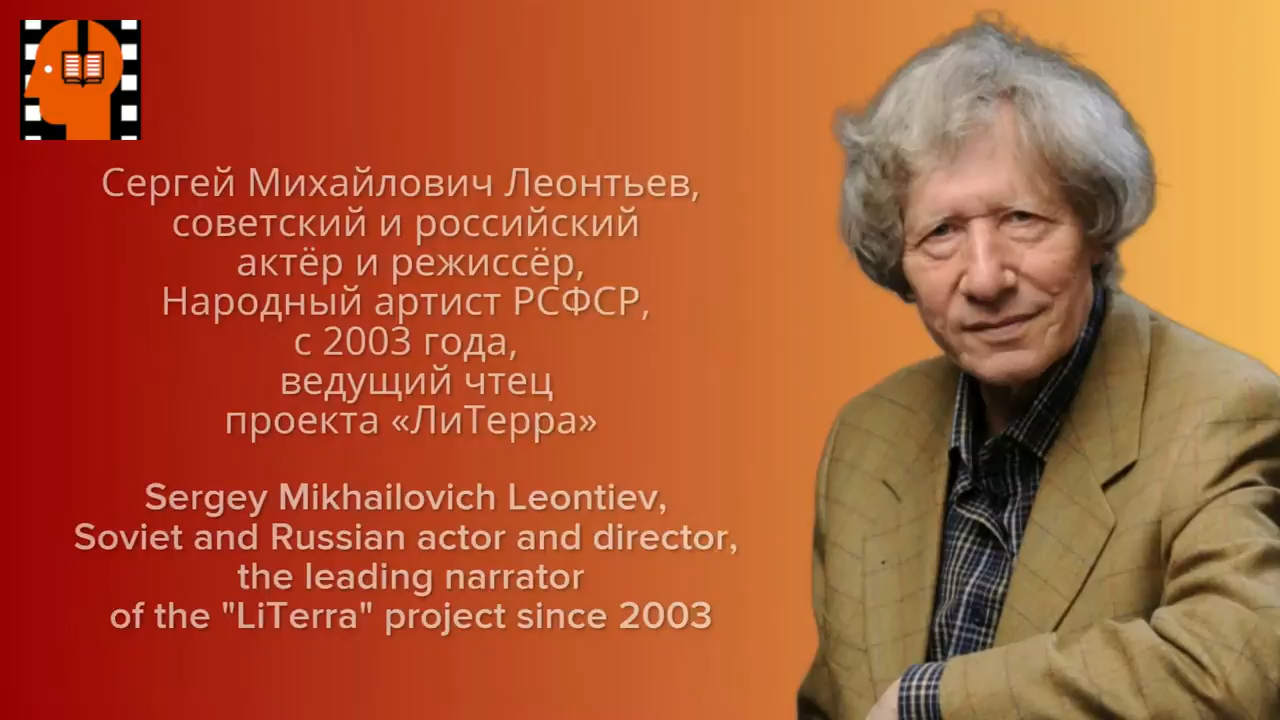 Сергей Михайлович Леонтьев,
советский и российский
актёр и режиссёр,
Народный артист РСФСР,
с 2003 года,
ведущий чтец
проекта «ЛиТерра»
Sergey Mikhailovich Leontiev,
Soviet and Russian actor and director,
the leading narrator
of the "LiTerra" project since 2003